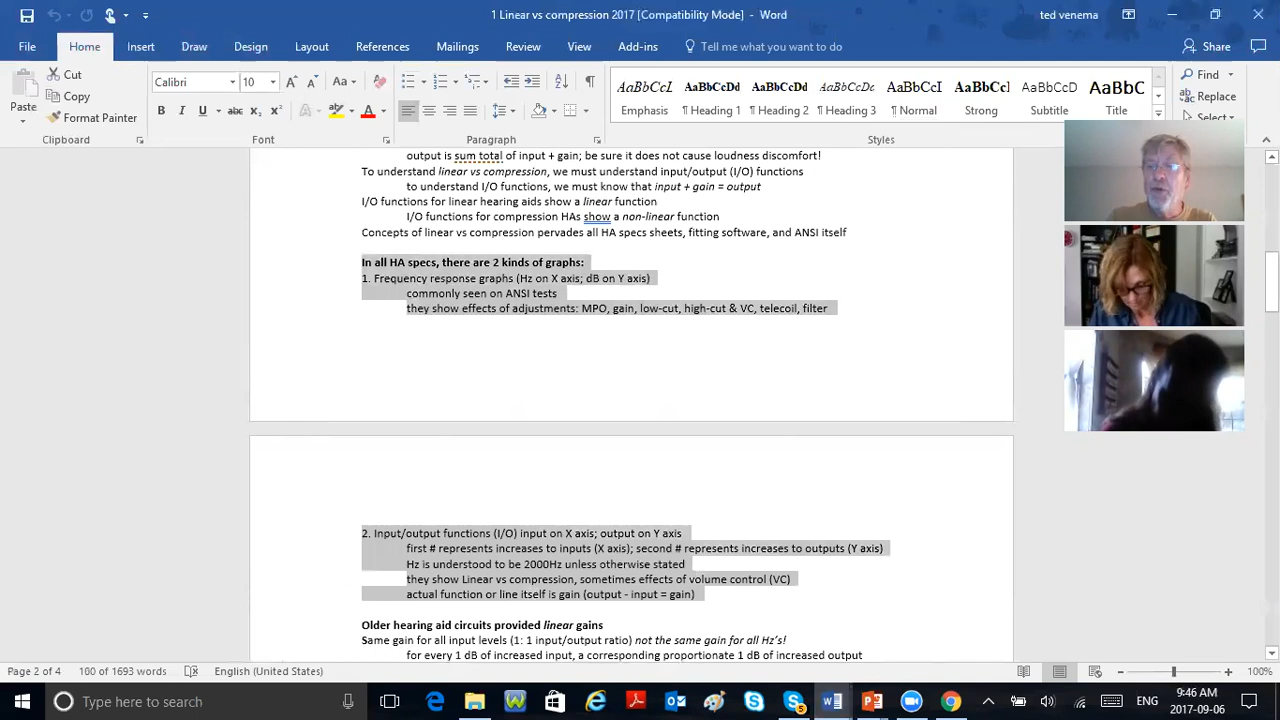 1 Linear vs compression 2017 [Compatibility Mode] - Word
ted venema
File
Home
Insert
Draw
Design
Layout
References
Mailings
Review
View
Add-ins
Tell me what you want to do
Share
Paste
Cut
Copy
Format Painter
Clipboard
Calibri
10
Font
Paragraph
AaBbCcL AaBbCcDd AaBbCcDd AaBbCcDd AaBbCcI AaBbCcI AaBbCcDd AaBbC
Emphasis ¶ Heading 1 ¶ Heading 2 ¶ Heading 3 ¶ Normal Strong Subtitle Title
Styles
Find
Replace
Select
output is sum total of input + gain; be sure it does not cause loudness discomfort!
To understand linear vs compression, we must understand input/output (I/O) functions
to understand I/O functions, we must know that input + gain = output
I/O functions for linear hearing aids show a linear function
I/O functions for compression HAs show a non-linear function
Concepts of linear vs compression pervades all HA specs sheets, fitting software, and ANSI itself
In all HA specs, there are 2 kinds of graphs:
1. Frequency response graphs (Hz on X axis; dB on Y axis)
commonly seen on ANSI tests
they show effects of adjustments: MPO, gain, low-cut, high-cut & VC, telecoil, filter
2. Input/output functions (I/O) input on X axis; output on Y axis
first # represents increases to inputs (X axis); second # represents increases to outputs (Y axis)
Hz is understood to be 2000Hz unless otherwise stated
they show Linear vs compression, sometimes effects of volume control (VC)
actual function or line itself is gain (output - input = gain)
Older hearing aid circuits provided linear gains
Same gain for all input levels (1: 1 input/output ratio) not the same gain for all Hz's!
for every 1 dB of increased input, a corresponding proportionate 1 dB of increased output
Page 2 of 4
180 of 1693 words
English (United States)
100%
Type here to search
ENG
9:46 AM
2017-09-06